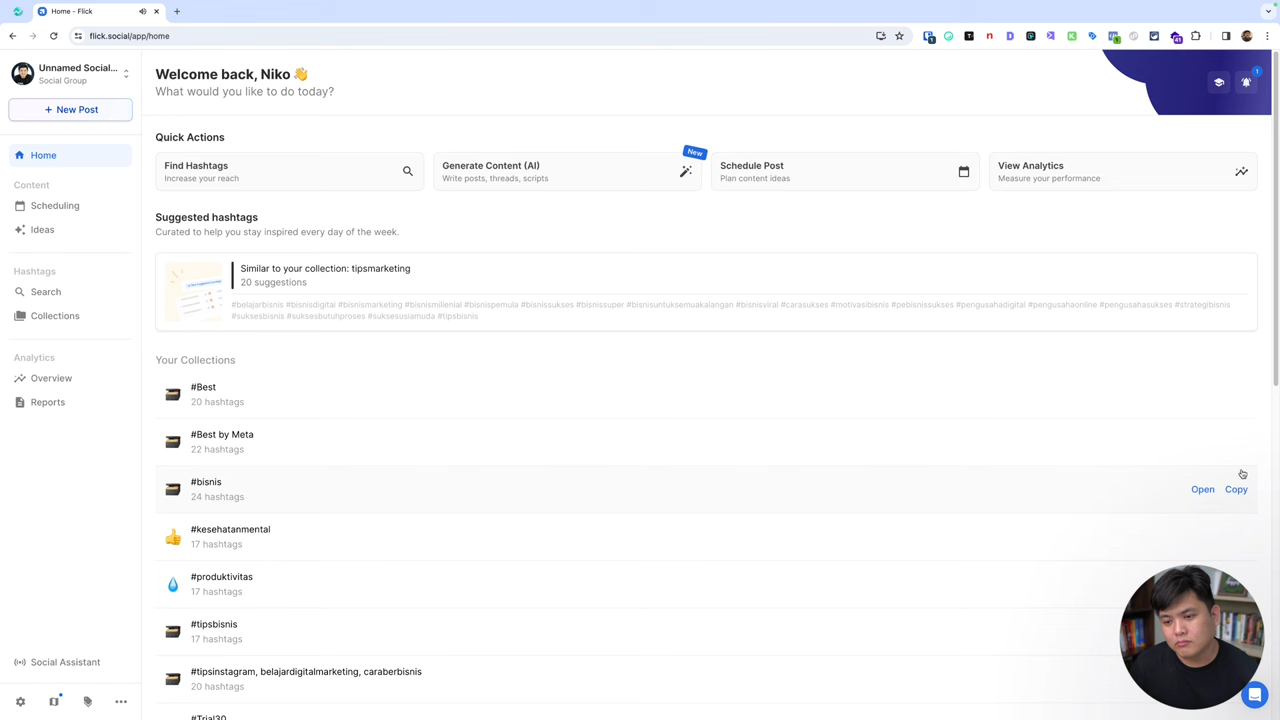 Home - Flick
flick.social/app/home
Unnamed Social...
Social Group
+ New Post
Home
Content
Scheduling
Ideas
Hashtags
Search
Collections
Analytics
Overview
Reports
Social Assistant
Welcome back, Niko 👋
What would you like to do today?
1
Quick Actions
Find Hashtags
Increase your reach
Generate Content (AI)
Write posts, threads, scripts
New
Schedule Post
Plan content ideas
View Analytics
Measure your performance
Suggested hashtags
Curated to help you stay inspired every day of the week.
Similar to your collection: tipsmarketing
20 suggestions
#belajarbisnis #bisnisdigital #bisnismarketing #bisnismilenial #bisnispemula #bisnissukses #bisnissuper #bisnisuntuksemuakalangan #bisnisviral #carasukses #motivasibisnis #pebisnissukses #pengusahadigital #pengusahaonline #pengusahasukses #strategibisnis
#suksesbisnis #suksesbutuhproses #suksesusiamuda #tipsbisnis
Your Collections
#Best
20 hashtags
#Best by Meta
22 hashtags
#bisnis
24 hashtags
Open Copy
#kesehatanmental
17 hashtags
#produktivitas
17 hashtags
#tipsbisnis
17 hashtags
#tipsinstagram, belajardigitalmarketing, caraberbisnis
20 hashtags
#Trial30